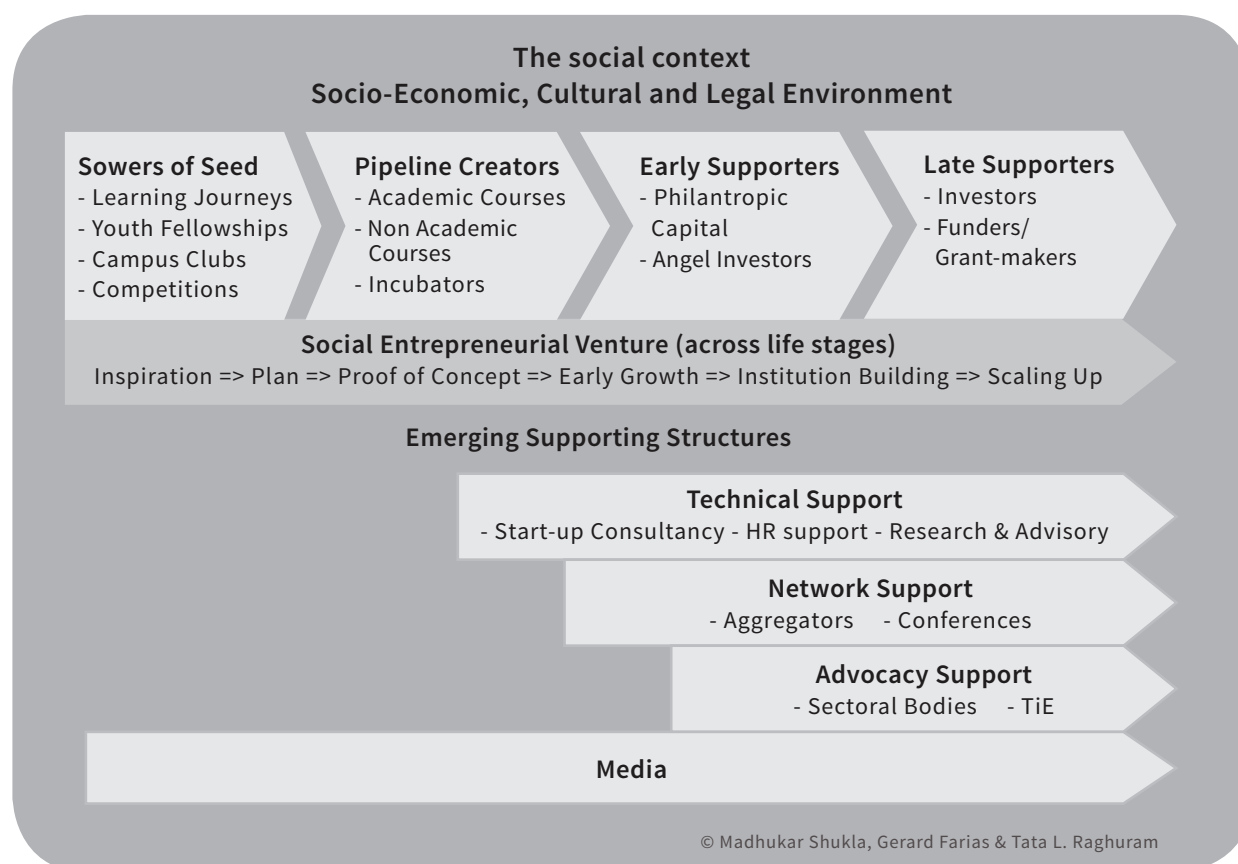 The social context
Socio-Economic, Cultural and Legal Environment
Sowers of Seed
- Learning Journeys
- Youth Fellowships
- Campus Clubs
- Competitions
Pipeline Creators
- Academic Courses
- Non Academic
Courses
- Incubators
Early Supporters
- Philantropic
Capital
- Angel Investors
Late Supporters
- Investors
- Funders/
Grant-makers
Social Entrepreneurial Venture (across life stages)
Inspiration => Plan => Proof of Concept => Early Growth => Institution Building => Scaling Up
Emerging Supporting Structures
Technical Support
- Start-up Consultancy - HR support - Research & Advisory
Network Support
- Aggregators - Conferences
Advocacy Support
- Sectoral Bodies - TiE
Media
© Madhukar Shukla, Gerard Farias & Tata L. Raghuram